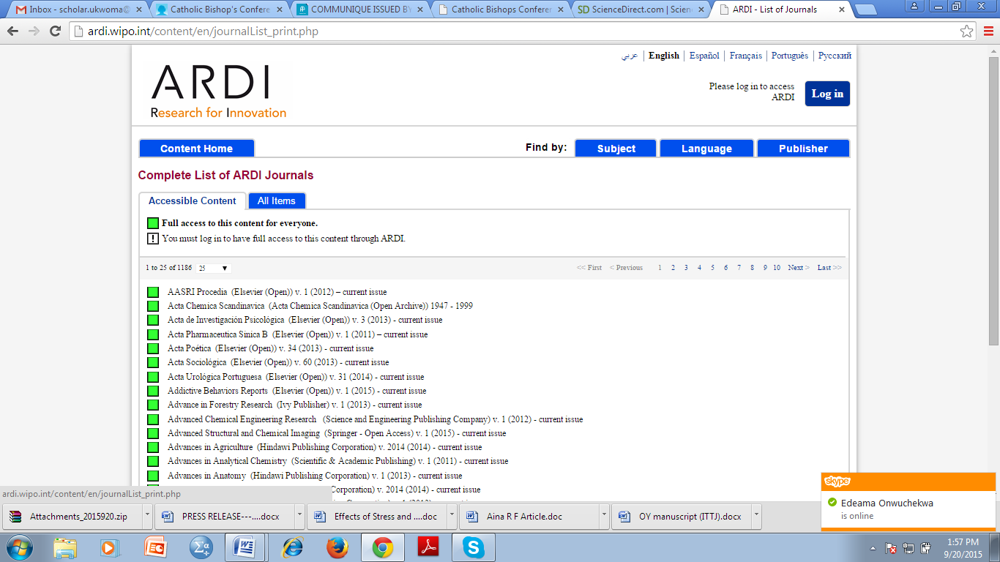 Inbox - scholar.ukwoma@
Catholic Bishop's Confere
COMMUNIQUE ISSUED BY
Catholic Bishops Conferer
ScienceDirect.com | Scien
ARDI - List of Journals
ardi.wipo.int/content/en/journalList_print.php
عربي English Español Français Português Русский
ARDI
Research for Innovation
Please log in to access
ARDI
Log in
Content Home
Find by: Subject Language Publisher
Complete List of ARDI Journals
Accessible Content All Items
Full access to this content for everyone.
! You must log in to have full access to this content through ARDI.
1 to 25 of 1186 25 << First < Previous 1 2 3 4 5 6 7 8 9 10 Next > Last >>
AASRI Procedia (Elsevier (Open)) v. 1 (2012) – current issue
Acta Chemica Scandinavica (Acta Chemica Scandinavica (Open Archive)) 1947 - 1999
Acta de Investigación Psicológica (Elsevier (Open)) v. 3 (2013) - current issue
Acta Pharmaceutica Sinica B (Elsevier (Open)) v. 1 (2011) – current issue
Acta Poética (Elsevier (Open)) v. 34 (2013) - current issue
Acta Sociológica (Elsevier (Open)) v. 60 (2013) - current issue
Acta Urológica Portuguesa (Elsevier (Open)) v. 31 (2014) - current issue
Addictive Behaviors Reports (Elsevier (Open)) v. 1 (2015) - current issue
Advance in Forestry Research (Ivy Publisher) v. 1 (2013) - current issue
Advanced Chemical Engineering Research (Science and Engineering Publishing Company) v. 1 (2012) - current issue
Advanced Structural and Chemical Imaging (Springer - Open Access) v. 1 (2015) - current issue
Advances in Agriculture (Hindawi Publishing Corporation) v. 2014 (2014) - current issue
Advances in Analytical Chemistry (Scientific & Academic Publishing) v. 1 (2011) - current issue
Advances in Anatomy (Hindawi Publishing Corporation) v. 1 (2013) - current issue
Corporation) v. 2014 (2014) - current issue
ardi.wipo.int/content/en/journalList_print.php
skype
Edeama Onwuchekwa
is online
Attachments_2015920.zip
PRESS RELEASE---....docx
Effects of Stress and ....doc
Aina R F Article.doc
OY manuscript (ITTJ).docx
1:57 PM
9/20/2015